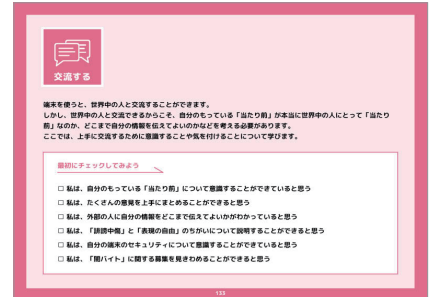 交流する
端末を使うと、世界中の人と交流することができます。
しかし、世界中の人と交流できるからこそ、自分のもっている「当たり前」が本当に世界中の人にとって「当たり
前」なのか、どこまで自分の情報を伝えてよいのかなどを考える必要があります。
ここでは、上手に交流するために意識することや気を付けることについて学びます。
最初にチェックしてみよう
□ 私は、自分のもっている「当たり前」について意識することができていると思う
□ 私は、たくさんの意見を上手にまとめることができると思う
□ 私は、外部の人に自分の情報をどこまで伝えてよいかがわかっていると思う
□ 私は、「誹謗中傷」と「表現の自由」のちがいについて説明することができると思う
□ 私は、自分の端末のセキュリティについて意識することができていると思う
□ 私は、「闇バイト」に関する募集を見きわめることができると思う
133